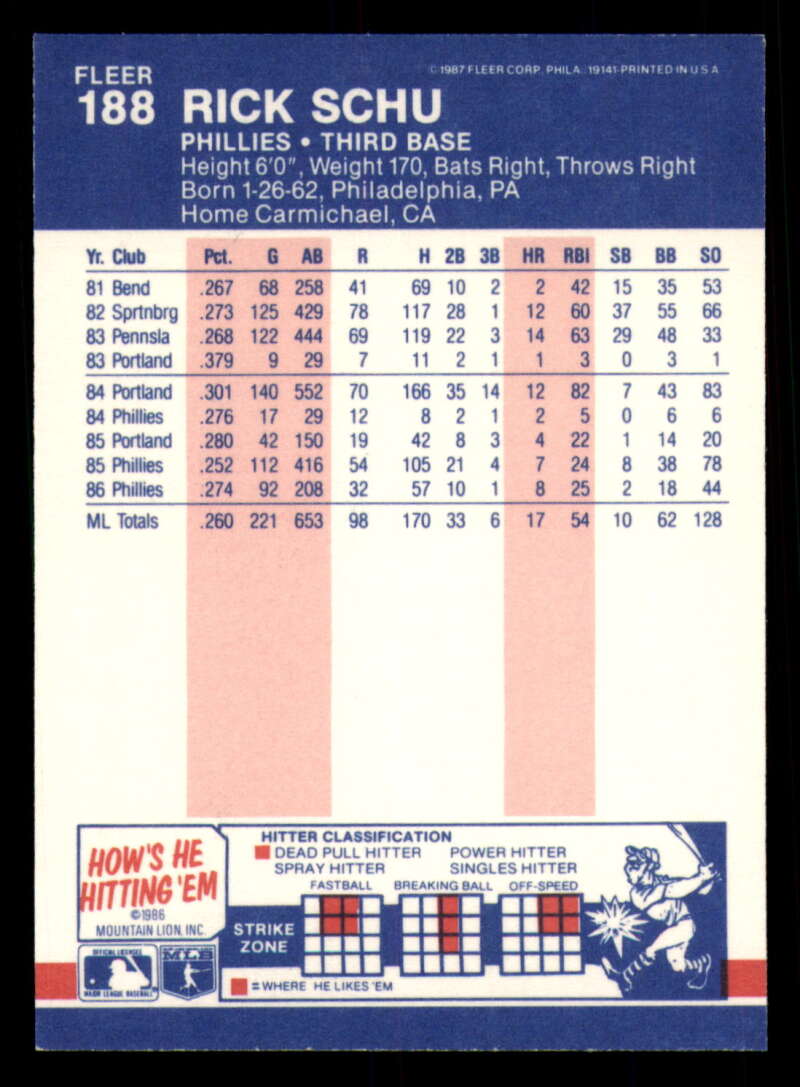 FLEER ©1987 FLEER CORP. PHILA. 19141-PRINTED IN U S A
188 RICK SCHU
PHILLIES • THIRD BASE
Height 6'0", Weight 170, Bats Right, Throws Right
Born 1-26-62, Philadelphia, PA
Home Carmichael, CA
Yr. Club Pct. G AB R H 2B 3B HR RBI SB BB SO
81 Bend .267 68 258 41 69 10 2 2 42 15 35 53
82 Sprtnbrg .273 125 429 78 117 28 1 12 60 37 55 66
83 Pennsla .268 122 444 69 119 22 3 14 63 29 48 33
83 Portland .379 9 29 7 11 2 1 1 3 0 3 1
84 Portland .301 140 552 70 166 35 14 12 82 7 43 83
84 Phillies .276 17 29 12 8 2 1 2 5 0 6 6
85 Portland .280 42 150 19 42 8 3 4 22 1 14 20
85 Phillies .252 112 416 54 105 21 4 7 24 8 38 78
86 Phillies .274 92 208 32 57 10 1 8 25 2 18 44
ML Totals .260 221 653 98 170 33 6 17 54 10 62 128
HOW'S HE
HITTING 'EM
©1986
MOUNTAIN LION, INC.
OFFICIAL LICENSEE
MAJOR LEAGUE BASEBALL
MLB
HITTER CLASSIFICATION
DEAD PULL HITTER POWER HITTER
SPRAY HITTER SINGLES HITTER
FASTBALL BREAKING BALL OFF-SPEED
STRIKE
ZONE
= WHERE HE LIKES 'EM